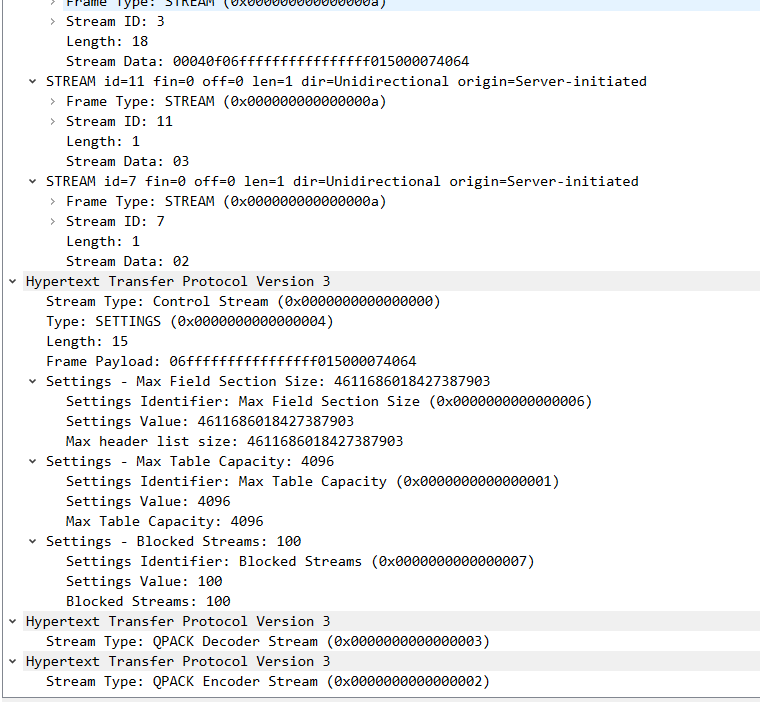 Frame Type: STREAM (0x000000000000000a)
Stream ID: 3
Length: 18
Stream Data: 00040f06ffffffffffffffff015000074064
STREAM id=11 fin=0 off=0 len=1 dir=Unidirectional origin=Server-initiated
Frame Type: STREAM (0x000000000000000a)
Stream ID: 11
Length: 1
Stream Data: 03
STREAM id=7 fin=0 off=0 len=1 dir=Unidirectional origin=Server-initiated
Frame Type: STREAM (0x000000000000000a)
Stream ID: 7
Length: 1
Stream Data: 02
Hypertext Transfer Protocol Version 3
Stream Type: Control Stream (0x0000000000000000)
Type: SETTINGS (0x0000000000000004)
Length: 15
Frame Payload: 06ffffffffffffffff015000074064
Settings - Max Field Section Size: 4611686018427387903
Settings Identifier: Max Field Section Size (0x0000000000000006)
Settings Value: 4611686018427387903
Max header list size: 4611686018427387903
Settings - Max Table Capacity: 4096
Settings Identifier: Max Table Capacity (0x0000000000000001)
Settings Value: 4096
Max Table Capacity: 4096
Settings - Blocked Streams: 100
Settings Identifier: Blocked Streams (0x0000000000000007)
Settings Value: 100
Blocked Streams: 100
Hypertext Transfer Protocol Version 3
Stream Type: QPACK Decoder Stream (0x0000000000000003)
Hypertext Transfer Protocol Version 3
Stream Type: QPACK Encoder Stream (0x0000000000000002)